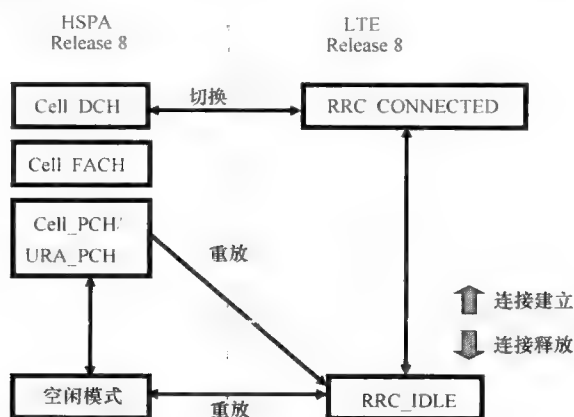 HSPA
Release 8
LTE
Release 8
Cell DCH
切换
RRC CONNECTED
Cell FACH
Cell_PCH/
URA_PCH
重放
连接建立
连接释放
空闲模式
重放
RRC_IDLE